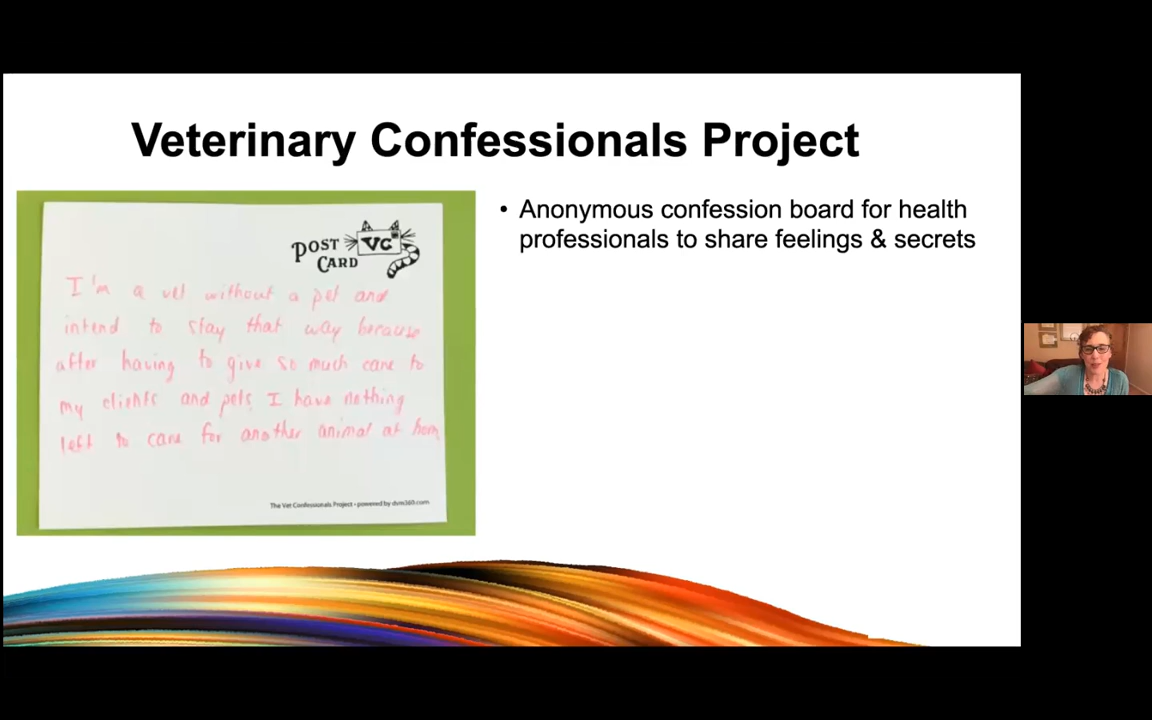 Veterinary Confessionals Project
POST
CARD
VC
I'm a vet without a pet and
intend to stay that way because
after having to give so much care to
my clients and pets I have nothing
left to care for another animal at hom
The Vet Confessionals Project • powered by dvm360.com
• Anonymous confession board for health
professionals to share feelings & secrets